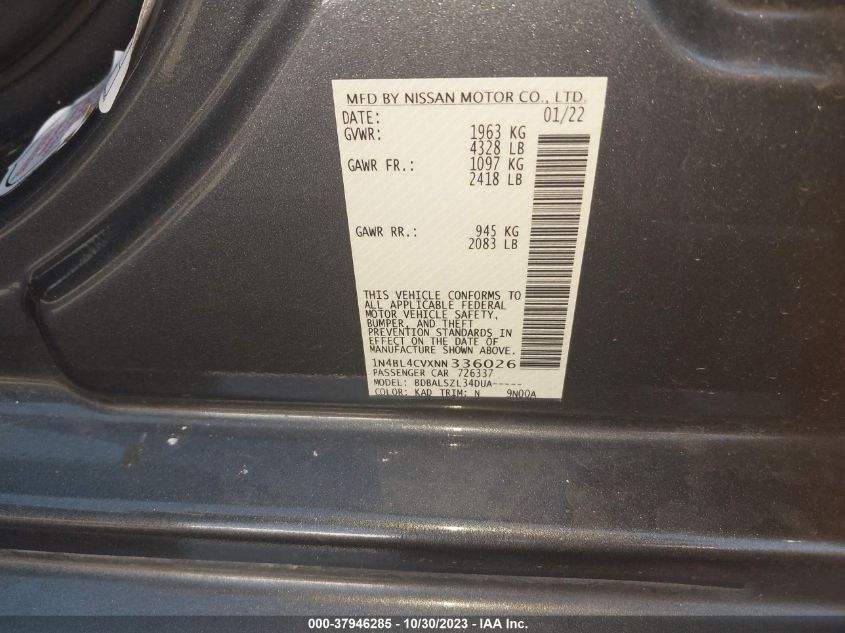 MFD BY NISSAN MOTOR CO., LTD.
DATE: 01/22
GVWR: 1963 KG
4328 LB
GAWR FR.: 1097 KG
2418 LB
GAWR RR.: 945 KG
2083 LB
THIS VEHICLE CONFORMS TO
ALL APPLICABLE FEDERAL
MOTOR VEHICLE SAFETY,
BUMPER, AND THEFT
PREVENTION STANDARDS IN
EFFECT ON THE DATE OF
MANUFACTURE SHOWN ABOVE.
1N4BL4CVXNN336026
PASSENGER CAR 726337
MODEL: BDBALSZL34DUA-----
COLOR: KAD TRIM: N 9N00A
000-37946285 - 10/30/2023 - IAA Inc.